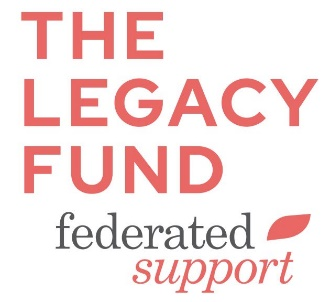 THE
LEGACY
FUND
federated
support